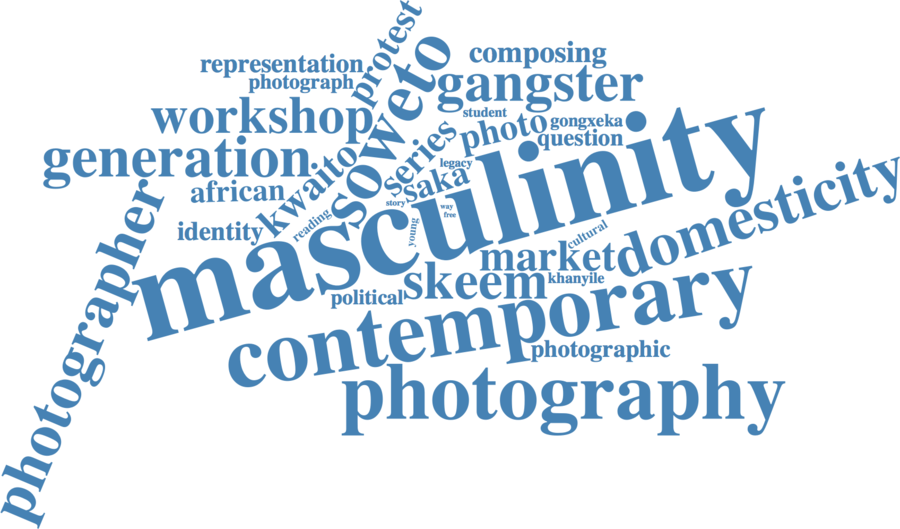 protest
composing
representation
soweto
photograph
gangster
workshop
student
gongxeka
photo
question
series
generation
kwaito
legacy
saka
african
masculinity
domesticity
story
way
free
reading
young
identity
cultural
photographer
market
skeem
khanyile
political
contemporary
photographic
photography